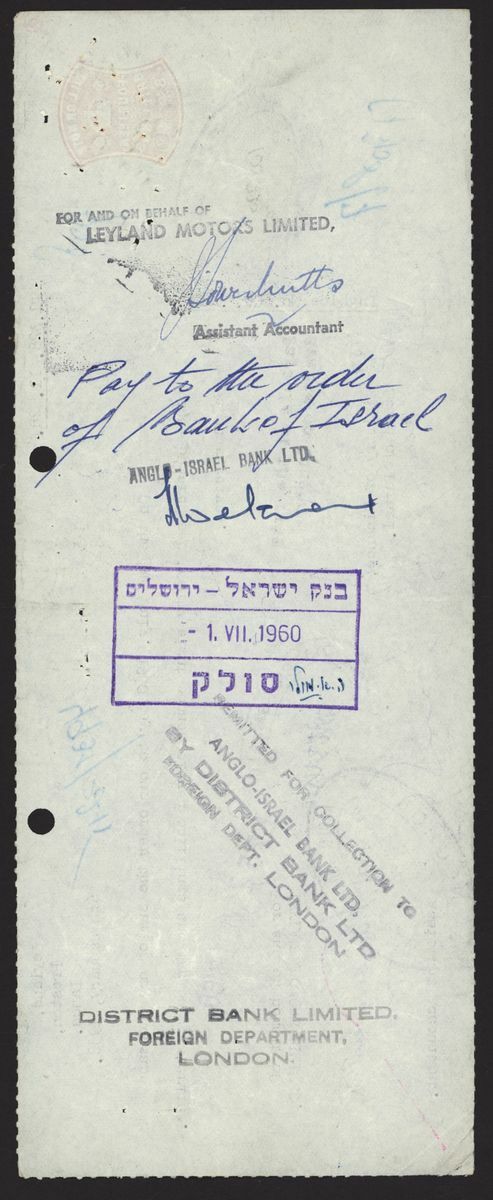 FOR AND ON BEHALF OF
LEYLAND MOTORS LIMITED,
Assistant Accountant
Pay to the order
of Bank of Israel
ANGLO-ISRAEL BANK LTD.
בנק ישראל - ירושלים
- 1. VII. 1960
סולק
REMITTED FOR COLLECTION TO
ANGLO-ISRAEL BANK LTD.
BY DISTRICT BANK LTD
FOREIGN DEPT. LONDON
DISTRICT BANK LIMITED.
FOREIGN DEPARTMENT,
LONDON.